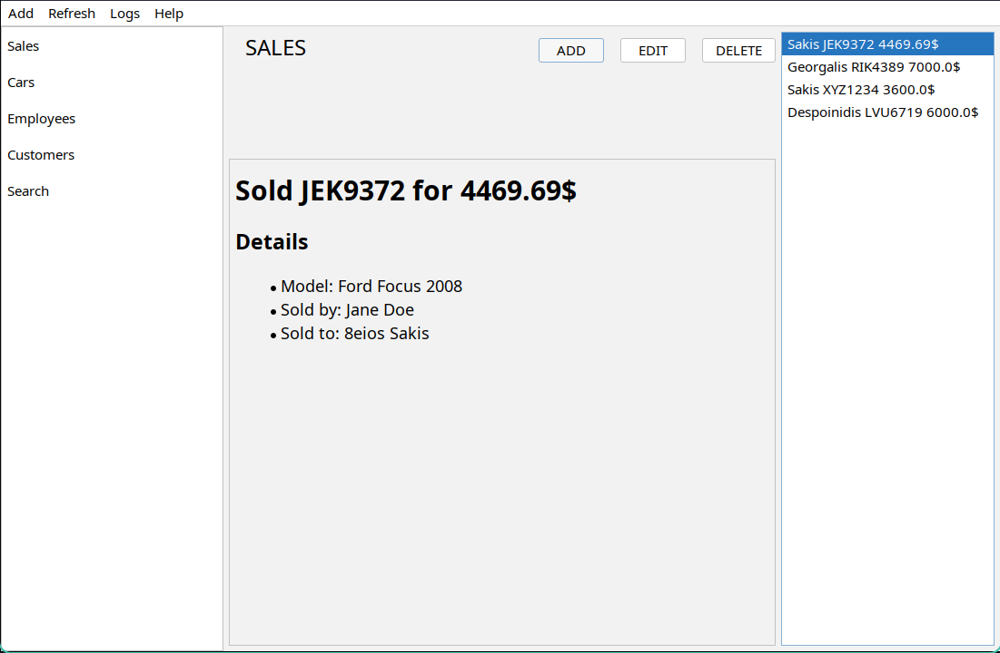 Add Refresh Logs Help
Sales
Cars
Employees
Customers
Search
SALES
ADD EDIT DELETE
Sold JEK9372 for 4469.69$
Details
• Model: Ford Focus 2008
• Sold by: Jane Doe
• Sold to: 8eios Sakis
Sakis JEK9372 4469.69$
Georgalis RIK4389 7000.0$
Sakis XYZ1234 3600.0$
Despoinidis LVU6719 6000.0$